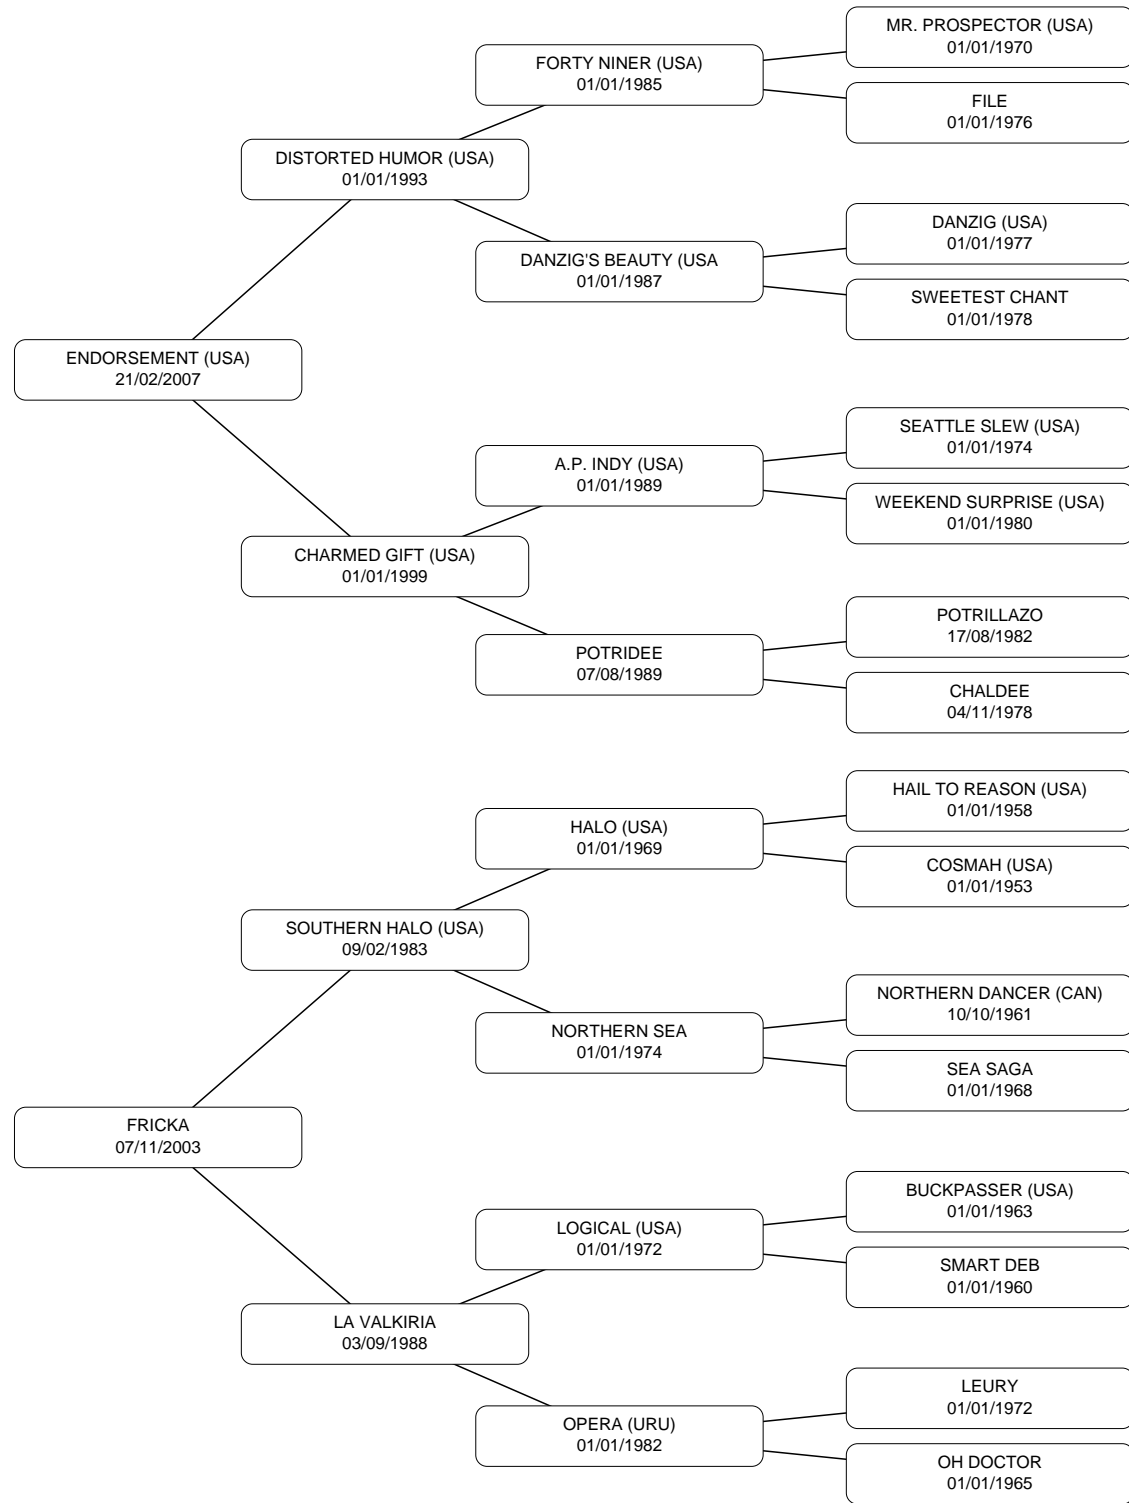 MR. PROSPECTOR (USA)
01/01/1970
FORTY NINER (USA)
01/01/1985
FILE
01/01/1976
DISTORTED HUMOR (USA)
01/01/1993
DANZIG (USA)
01/01/1977
DANZIG'S BEAUTY (USA
01/01/1987
SWEETEST CHANT
01/01/1978
ENDORSEMENT (USA)
21/02/2007
SEATTLE SLEW (USA)
01/01/1974
A.P. INDY (USA)
01/01/1989
WEEKEND SURPRISE (USA)
01/01/1980
CHARMED GIFT (USA)
01/01/1999
POTRILLAZO
17/08/1982
POTRIDEE
07/08/1989
CHALDEE
04/11/1978
HAIL TO REASON (USA)
01/01/1958
HALO (USA)
01/01/1969
COSMAH (USA)
01/01/1953
SOUTHERN HALO (USA)
09/02/1983
NORTHERN DANCER (CAN)
10/10/1961
NORTHERN SEA
01/01/1974
SEA SAGA
01/01/1968
FRICKA
07/11/2003
BUCKPASSER (USA)
01/01/1963
LOGICAL (USA)
01/01/1972
SMART DEB
01/01/1960
LA VALKIRIA
03/09/1988
LEURY
01/01/1972
OPERA (URU)
01/01/1982
OH DOCTOR
01/01/1965